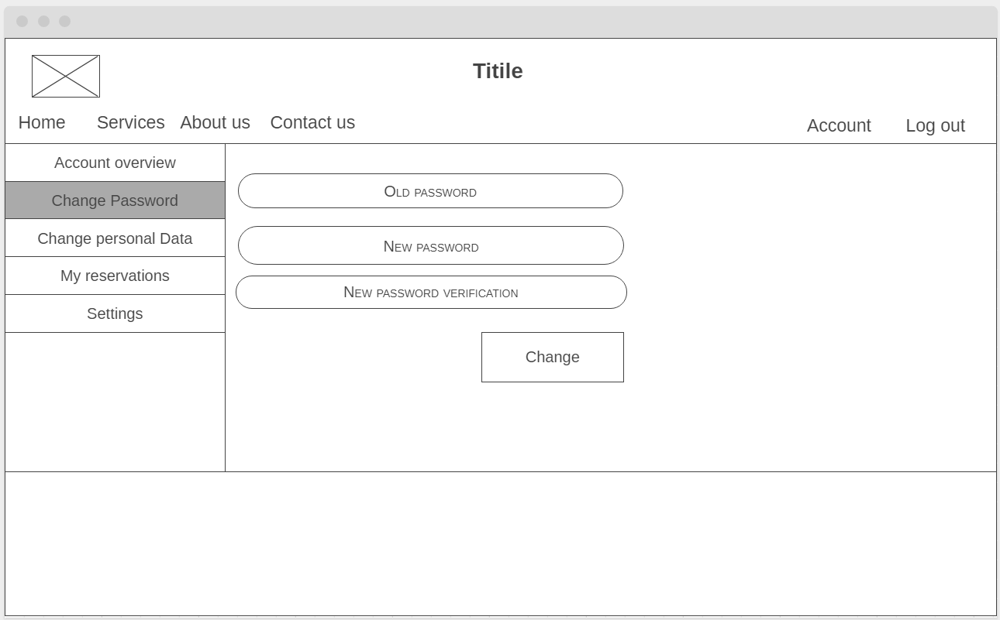 Titile
Home Services About us Contact us Account Log out
Account overview
Change Password
Change personal Data
My reservations
Settings
Old password
New password
New password verification
Change